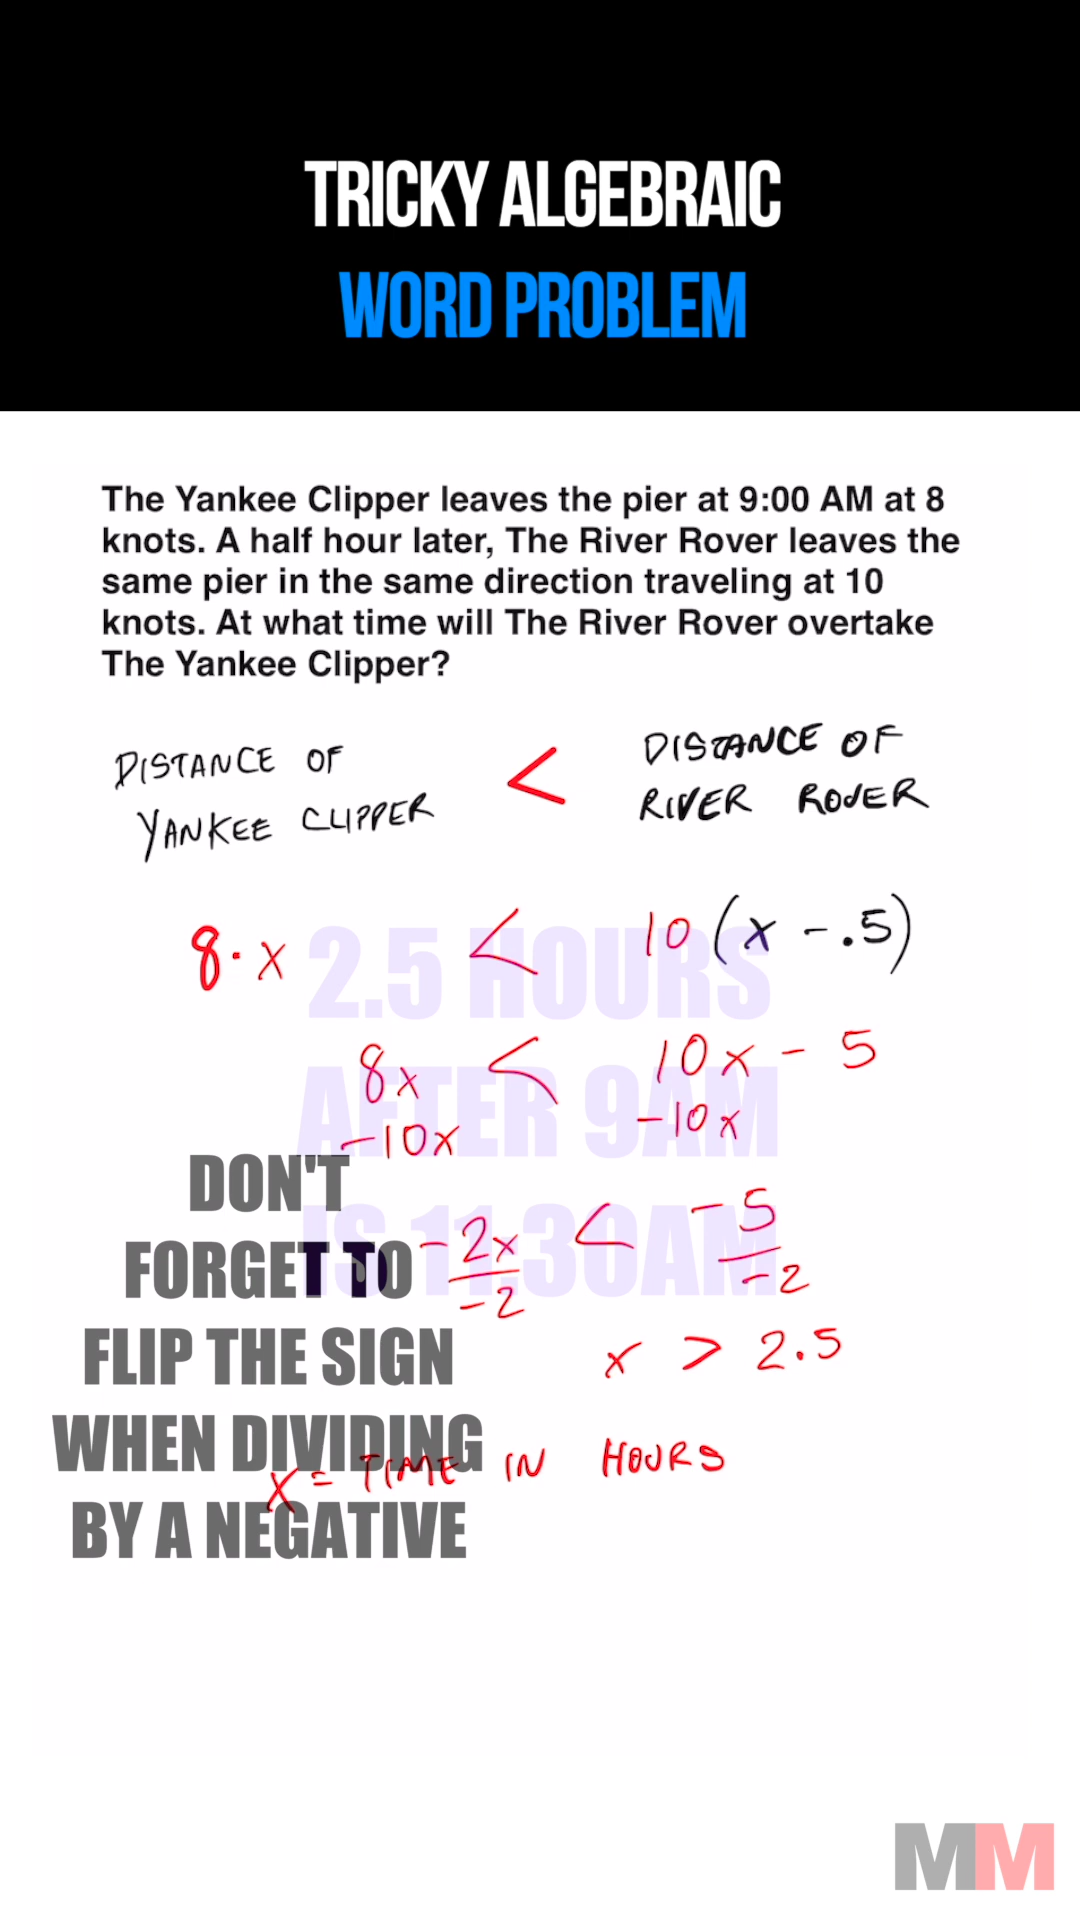 TRICKY ALGEBRAIC
WORD PROBLEM
The Yankee Clipper leaves the pier at 9:00 AM at 8
knots. A half hour later, The River Rover leaves the
same pier in the same direction traveling at 10
knots. At what time will The River Rover overtake
The Yankee Clipper?
DISTANCE OF
YANKEE CLIPPER
<
DISTANCE OF
RIVER ROVER
8·x < 10(x - .5)
2.5 HOURS
AFTER 9AM
IS 11:30AM
8x < 10x - 5
-10x -10x
-2x < -5
-2 -2
x > 2.5
x = TIME IN HOURS
DON'T
FORGET TO
FLIP THE SIGN
WHEN DIVIDING
BY A NEGATIVE
MM